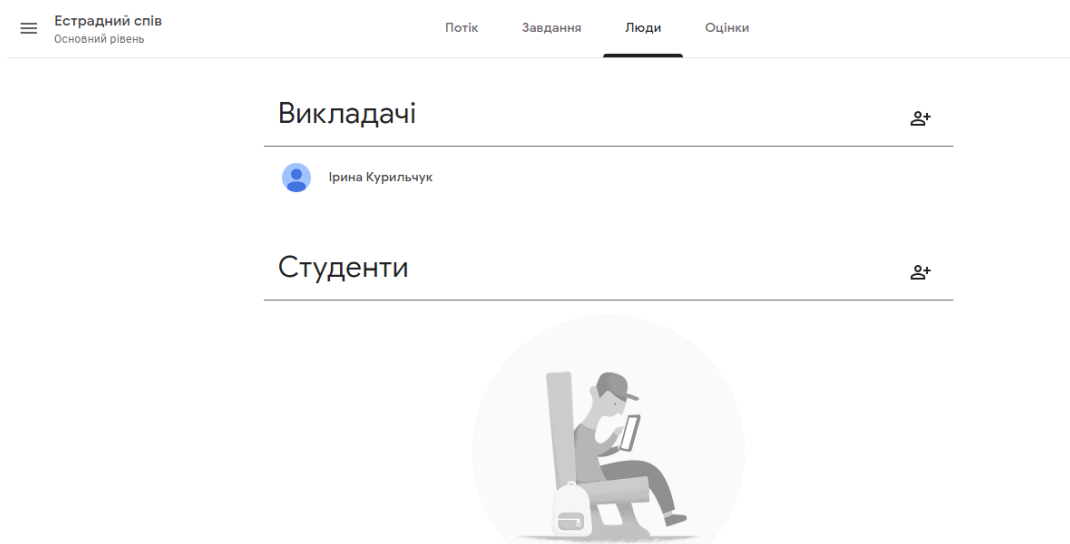 Естрадний спів
Основний рівень
Потік Завдання Люди Оцінки
Викладачі
Ірина Курильчук
Студенти